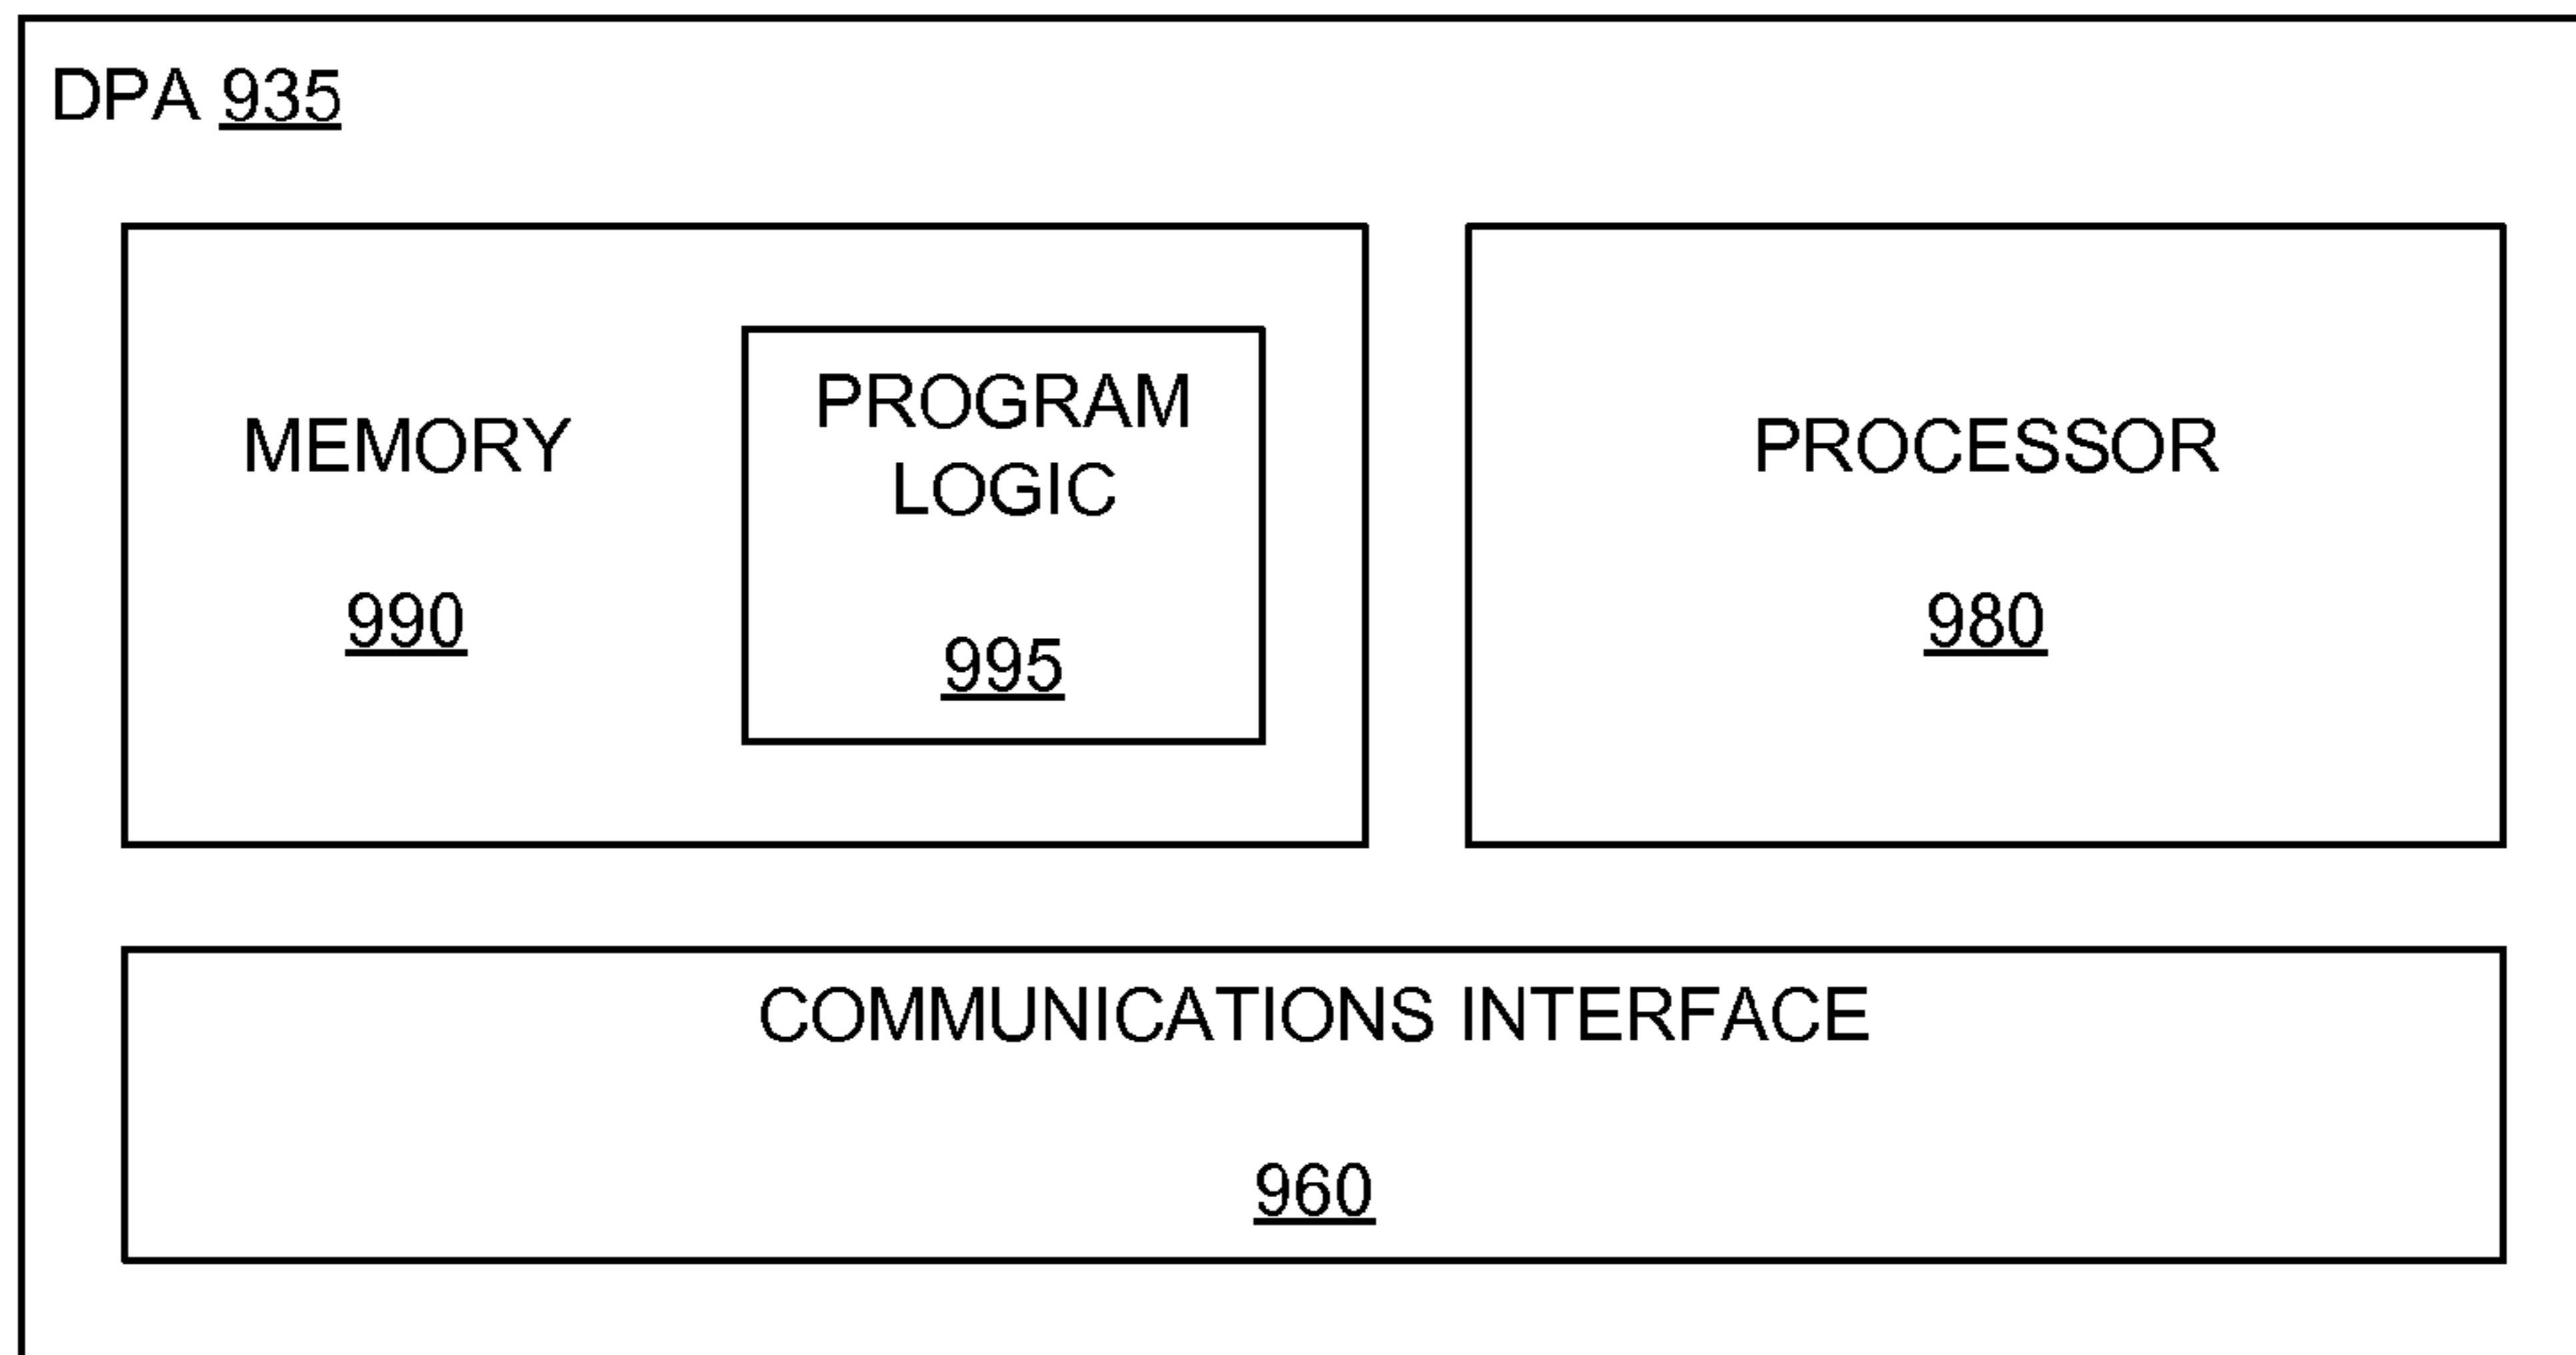 DPA 935
MEMORY
990
PROGRAM
LOGIC
995
PROCESSOR
980
COMMUNICATIONS INTERFACE
960